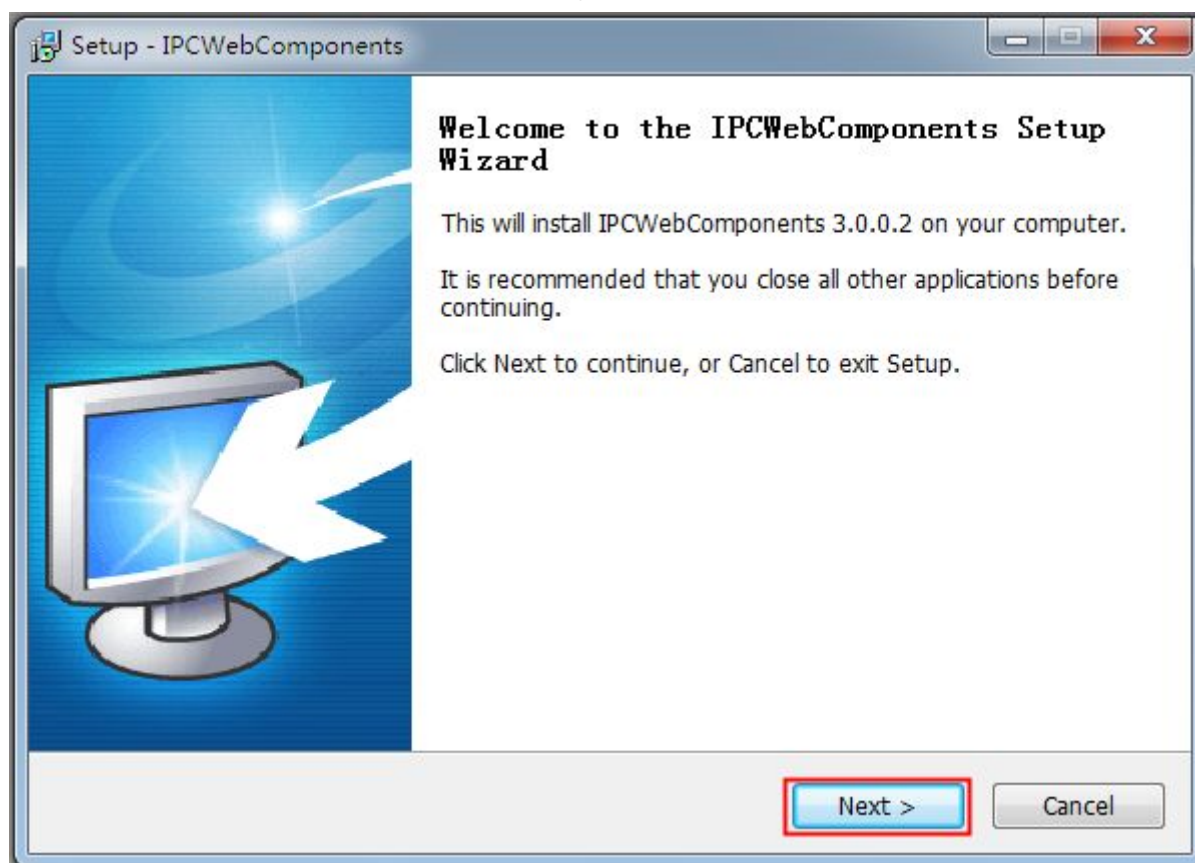 Setup - IPCWebComponents
Welcome to the IPCWebComponents Setup
Wizard
This will install IPCWebComponents 3.0.0.2 on your computer.
It is recommended that you close all other applications before
continuing.
Click Next to continue, or Cancel to exit Setup.
Next >
Cancel